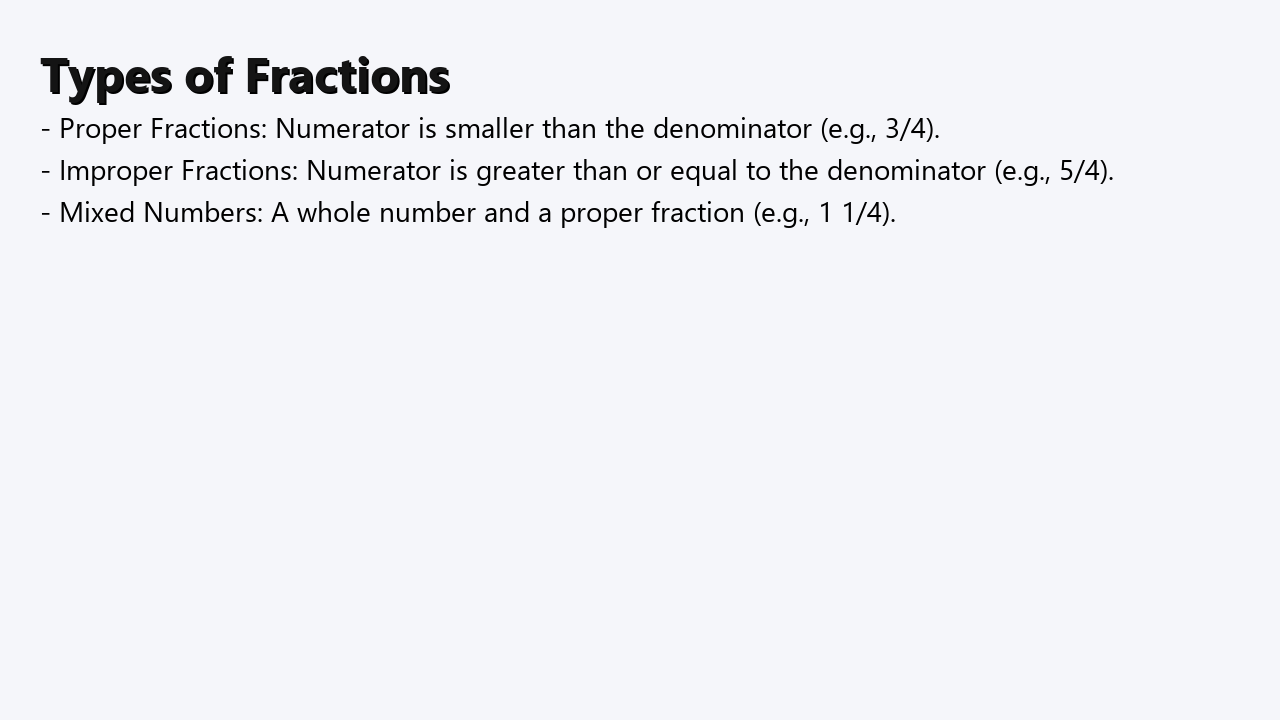 Types of Fractions
- Proper Fractions: Numerator is smaller than the denominator (e.g., 3/4).
- Improper Fractions: Numerator is greater than or equal to the denominator (e.g., 5/4).
- Mixed Numbers: A whole number and a proper fraction (e.g., 1 1/4).